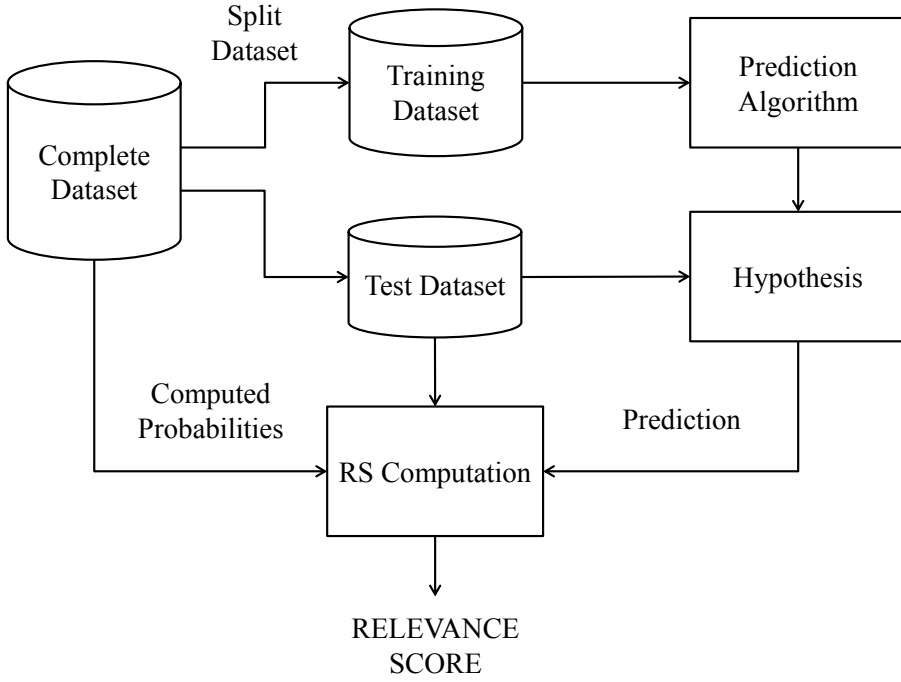 Split
Dataset
Training
Dataset
Prediction
Algorithm
Complete
Dataset
Test Dataset
Hypothesis
Computed
Probabilities
Prediction
RS Computation
RELEVANCE
SCORE